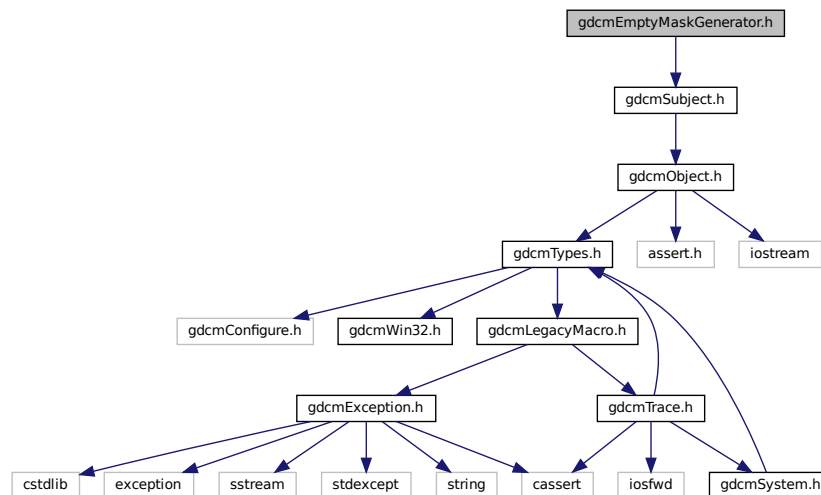 gdcmEmptyMaskGenerator.h
gdcmSubject.h
gdcmObject.h
gdcmTypes.h
assert.h
iostream
gdcmConfigure.h
gdcmWin32.h
gdcmLegacyMacro.h
gdcmException.h
gdcmTrace.h
cstdlib
exception
sstream
stdexcept
string
cassert
iosfwd
gdcmSystem.h